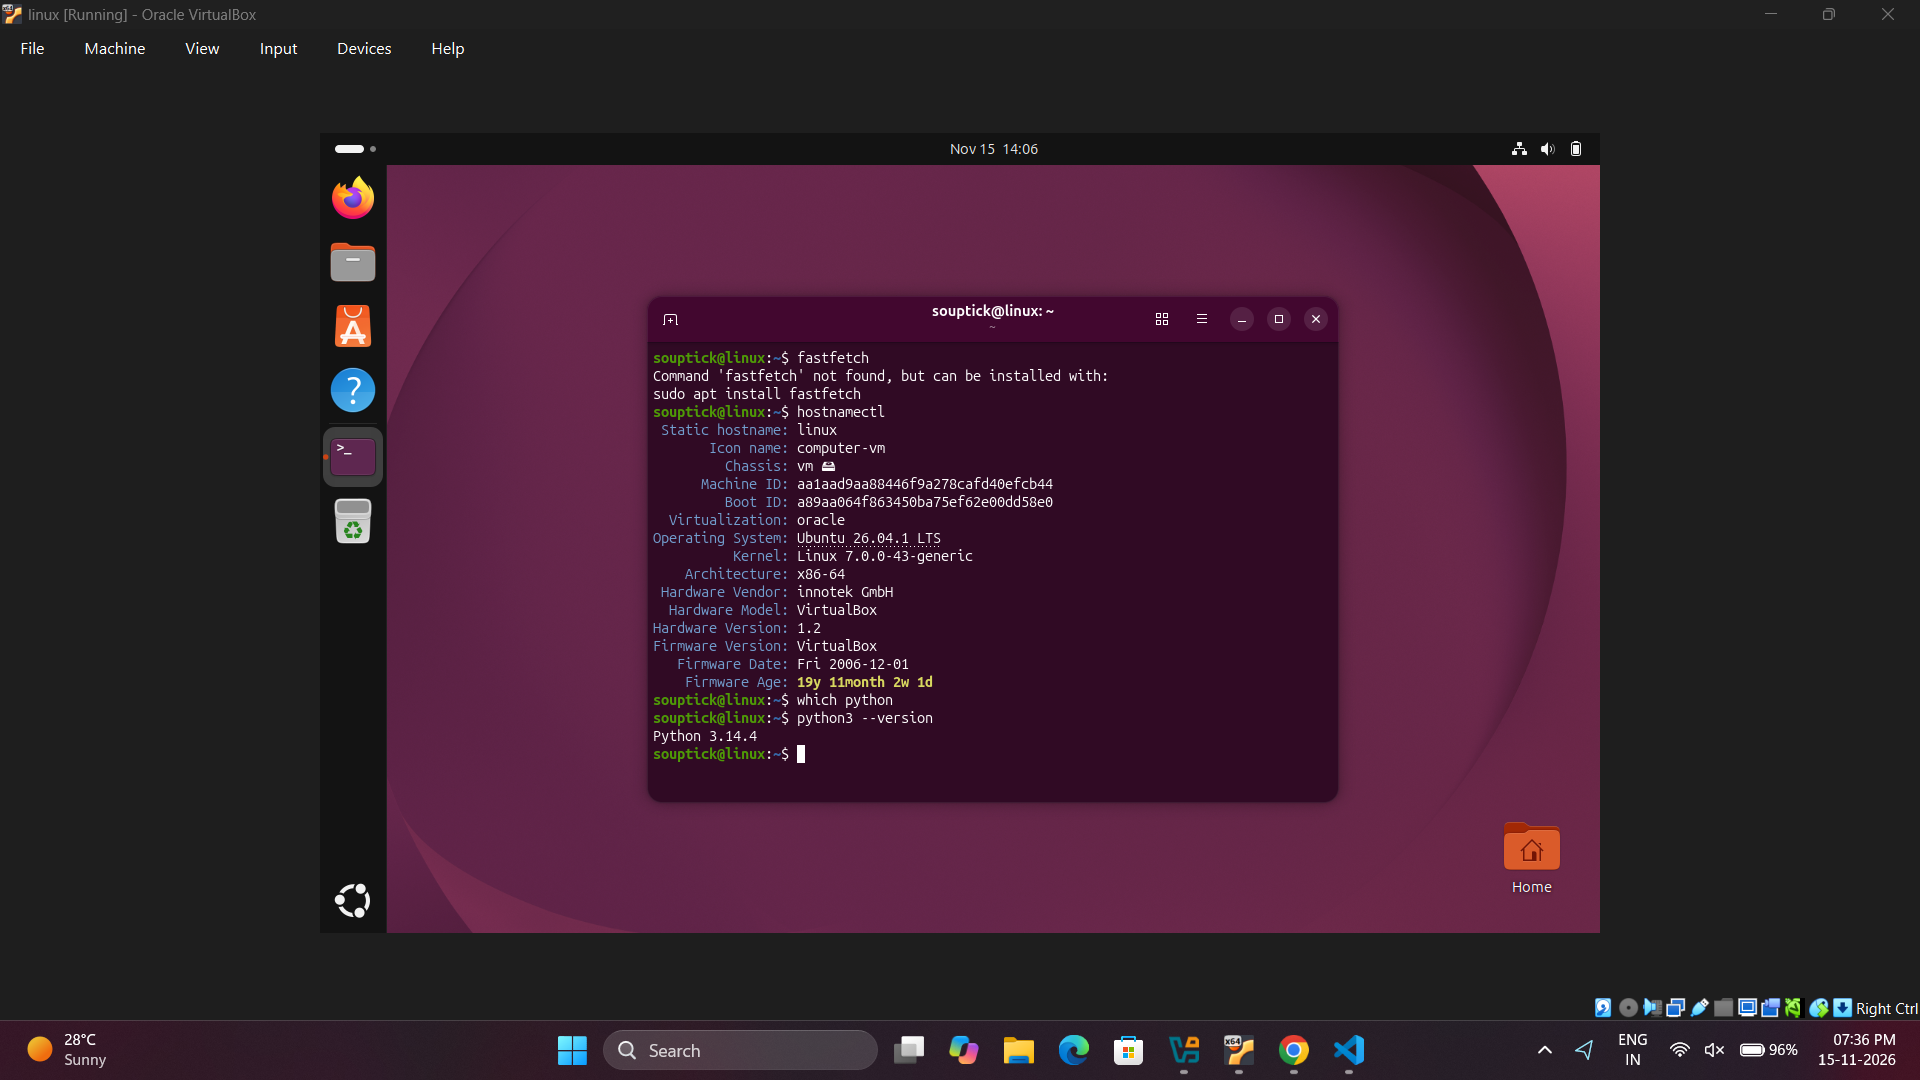 linux [Running] - Oracle VirtualBox
File Machine View Input Devices Help
Nov 15 14:06
souptick@linux: ~
~
souptick@linux:~$ fastfetch
Command 'fastfetch' not found, but can be installed with:
sudo apt install fastfetch
souptick@linux:~$ hostnamectl
Static hostname: linux
Icon name: computer-vm
Chassis: vm
Machine ID: aa1aad9aa88446f9a278cafd40efcb44
Boot ID: a89aa064f863450ba75ef62e00dd58e0
Virtualization: oracle
Operating System: Ubuntu 26.04.1 LTS
Kernel: Linux 7.0.0-43-generic
Architecture: x86-64
Hardware Vendor: innotek GmbH
Hardware Model: VirtualBox
Hardware Version: 1.2
Firmware Version: VirtualBox
Firmware Date: Fri 2006-12-01
Firmware Age: 19y 11month 2w 1d
souptick@linux:~$ which python
souptick@linux:~$ python3 --version
Python 3.14.4
souptick@linux:~$
Home
Right Ctrl
28°C
Sunny
Search
x64
ENG
IN
96%
07:36 PM
15-11-2026